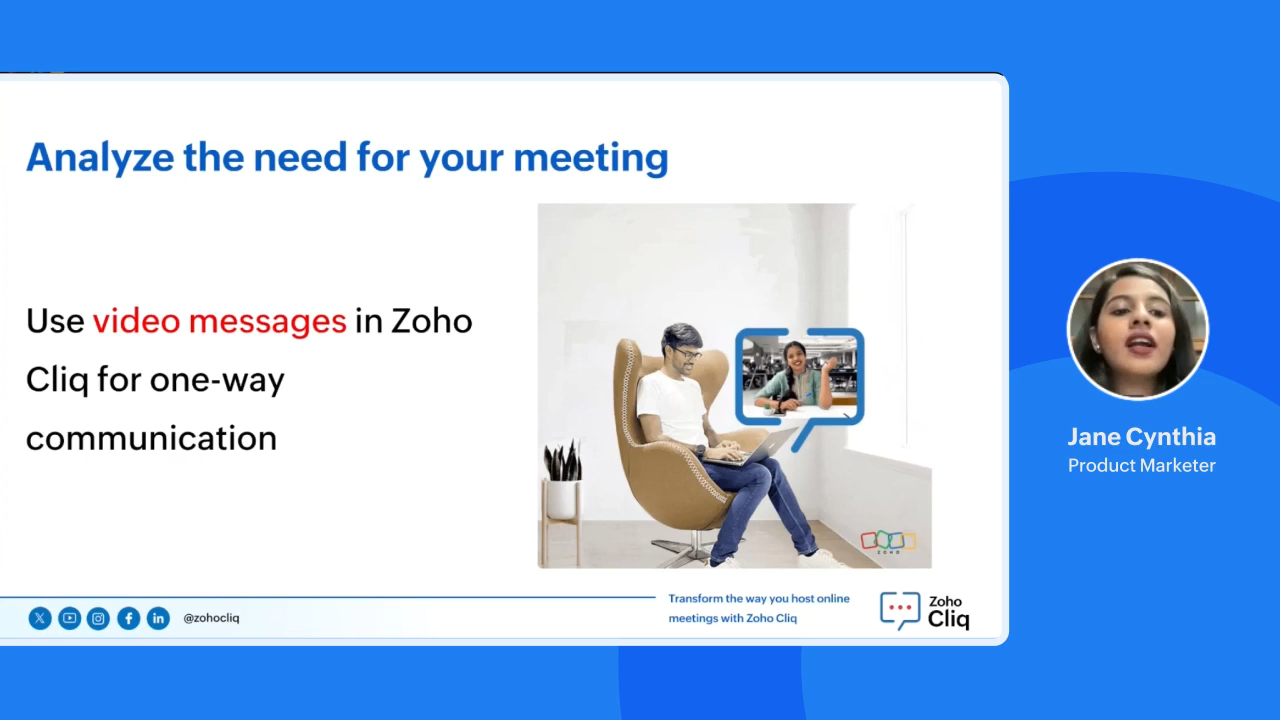 Analyze the need for your meeting
Use video messages in Zoho
Cliq for one-way
communication
ZOHO
@zohocliq
Transform the way you host online
meetings with Zoho Cliq
Zoho
Cliq
Jane Cynthia
Product Marketer